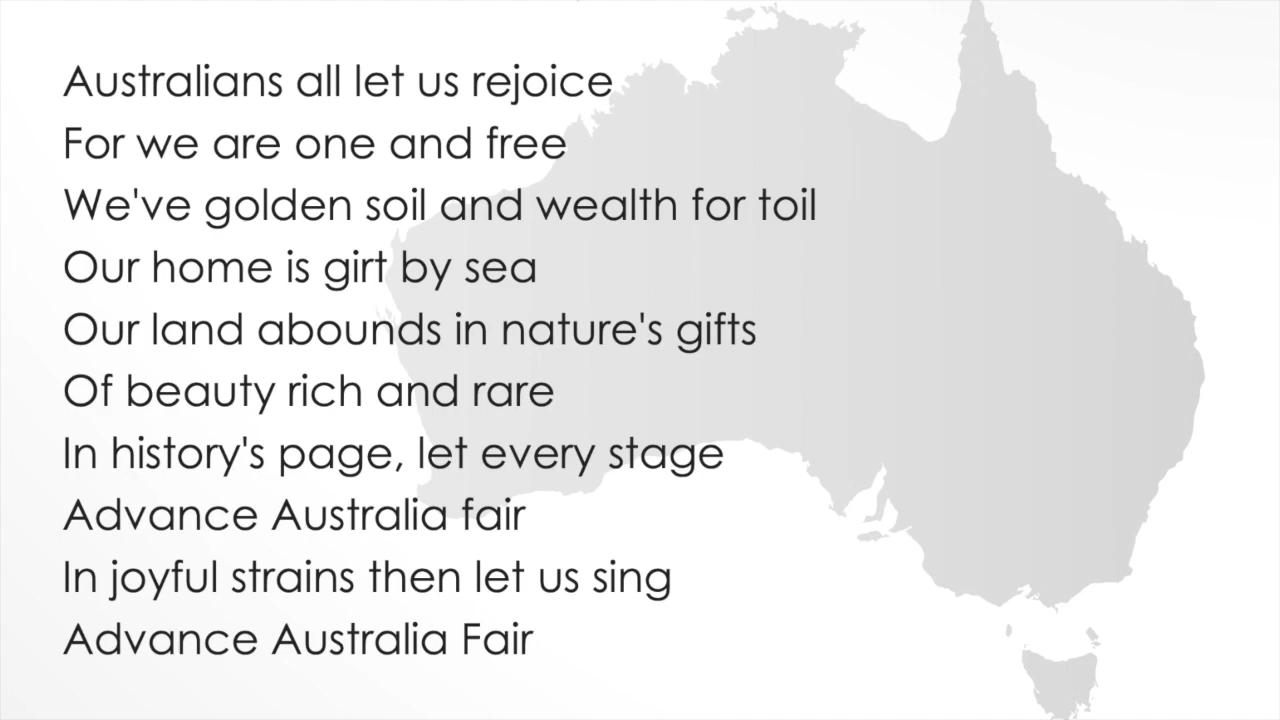 Australians all let us rejoice
For we are one and free
We've golden soil and wealth for toil
Our home is girt by sea
Our land abounds in nature's gifts
Of beauty rich and rare
In history's page, let every stage
Advance Australia fair
In joyful strains then let us sing
Advance Australia Fair